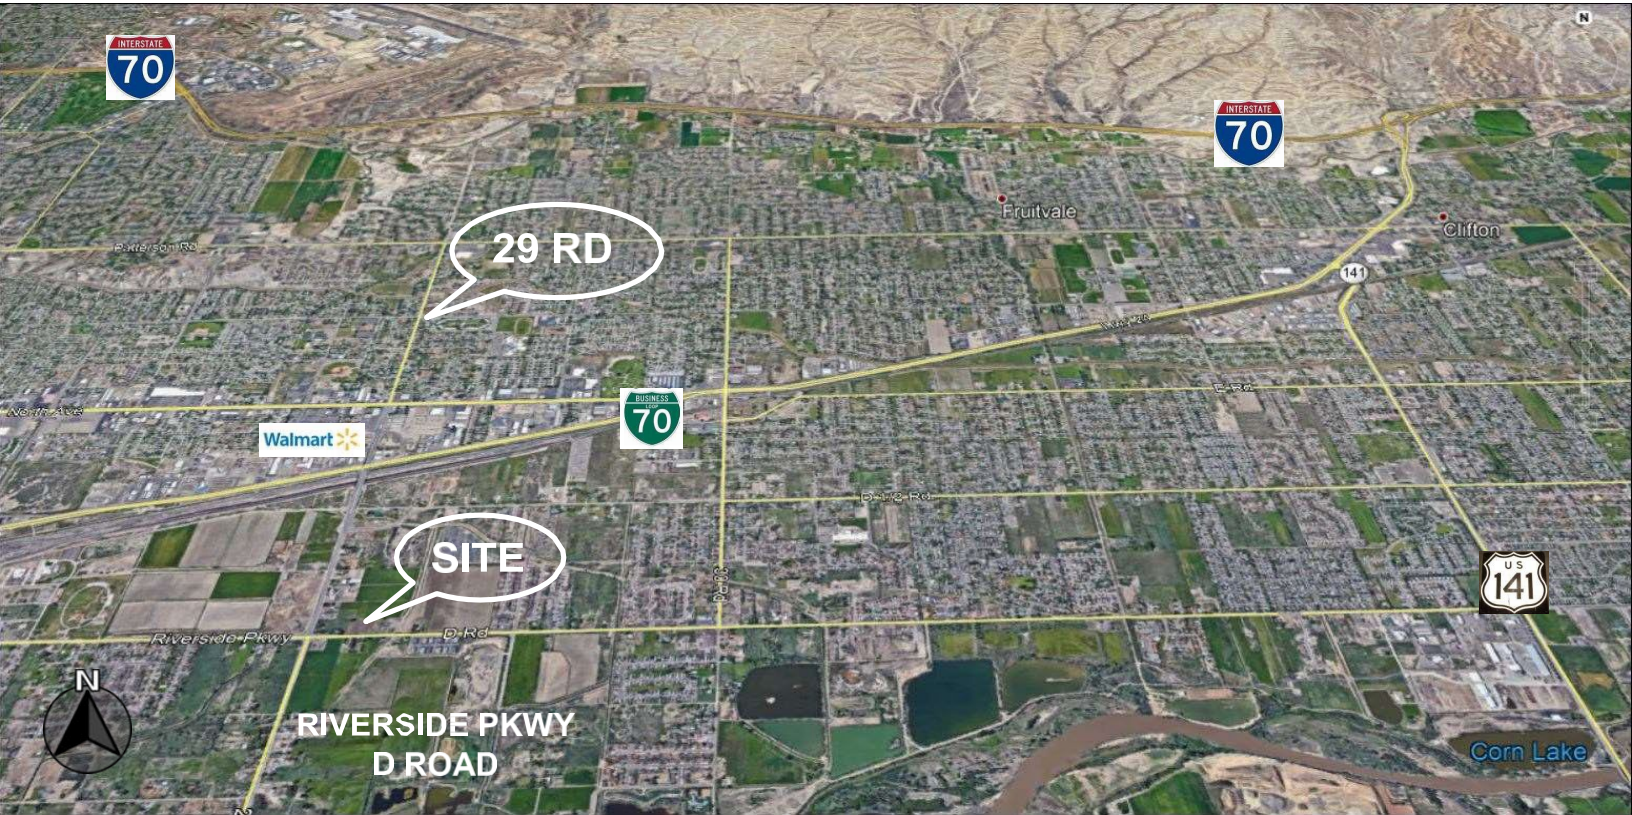 N
INTERSTATE
70
INTERSTATE
70
Fruitvale
Clifton
29 RD
Patterson Rd
141
E Rd
North Ave
BUSINESS
LOOP
70
Walmart
D 1/2 Rd
SITE
US
141
Riverside Pkwy
D Rd
N
RIVERSIDE PKWY
D ROAD
Corn Lake